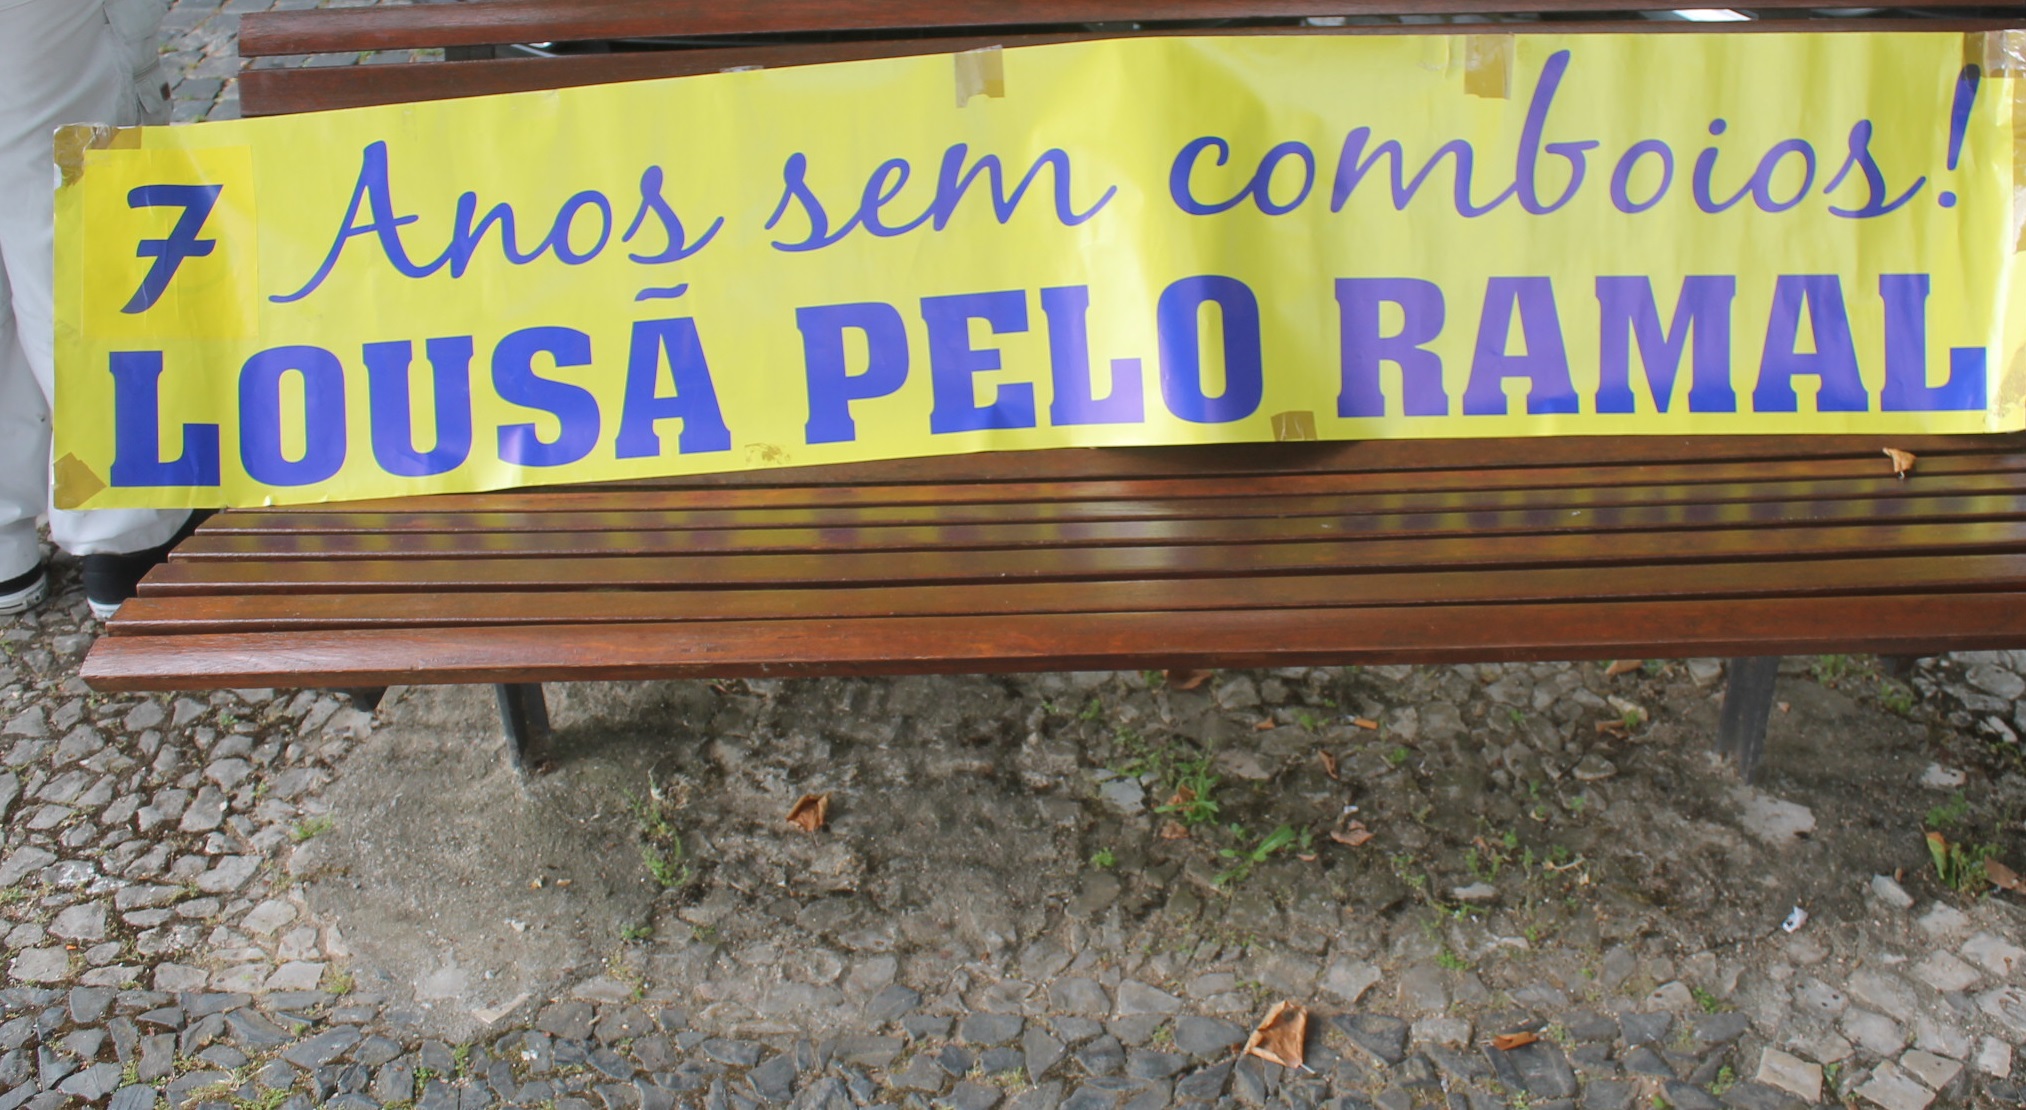 7 Anos sem comboios!
LOUSÃ PELO RAMAL